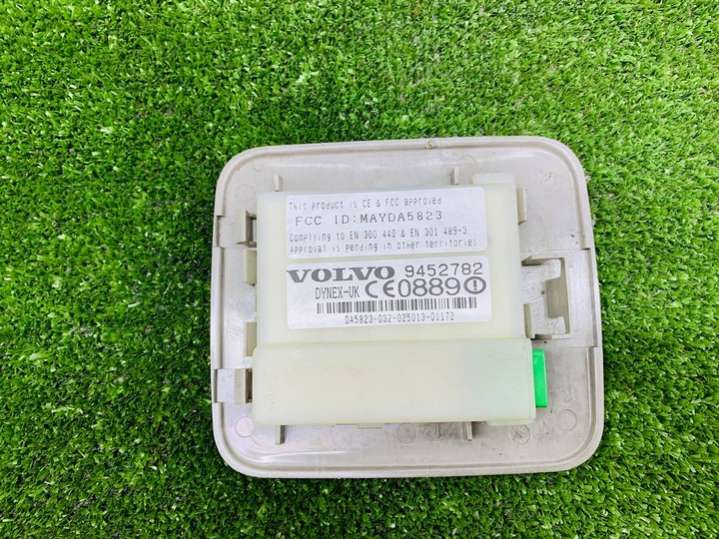 This product is CE & FCC approved
FCC ID:MAYDA5823
Complying to EN 300 440 & EN 301 489-3
Approval is pending in other territories
VOLVO 9452782
DYNEX-UK CE0889
DA5823-002-025013-01172